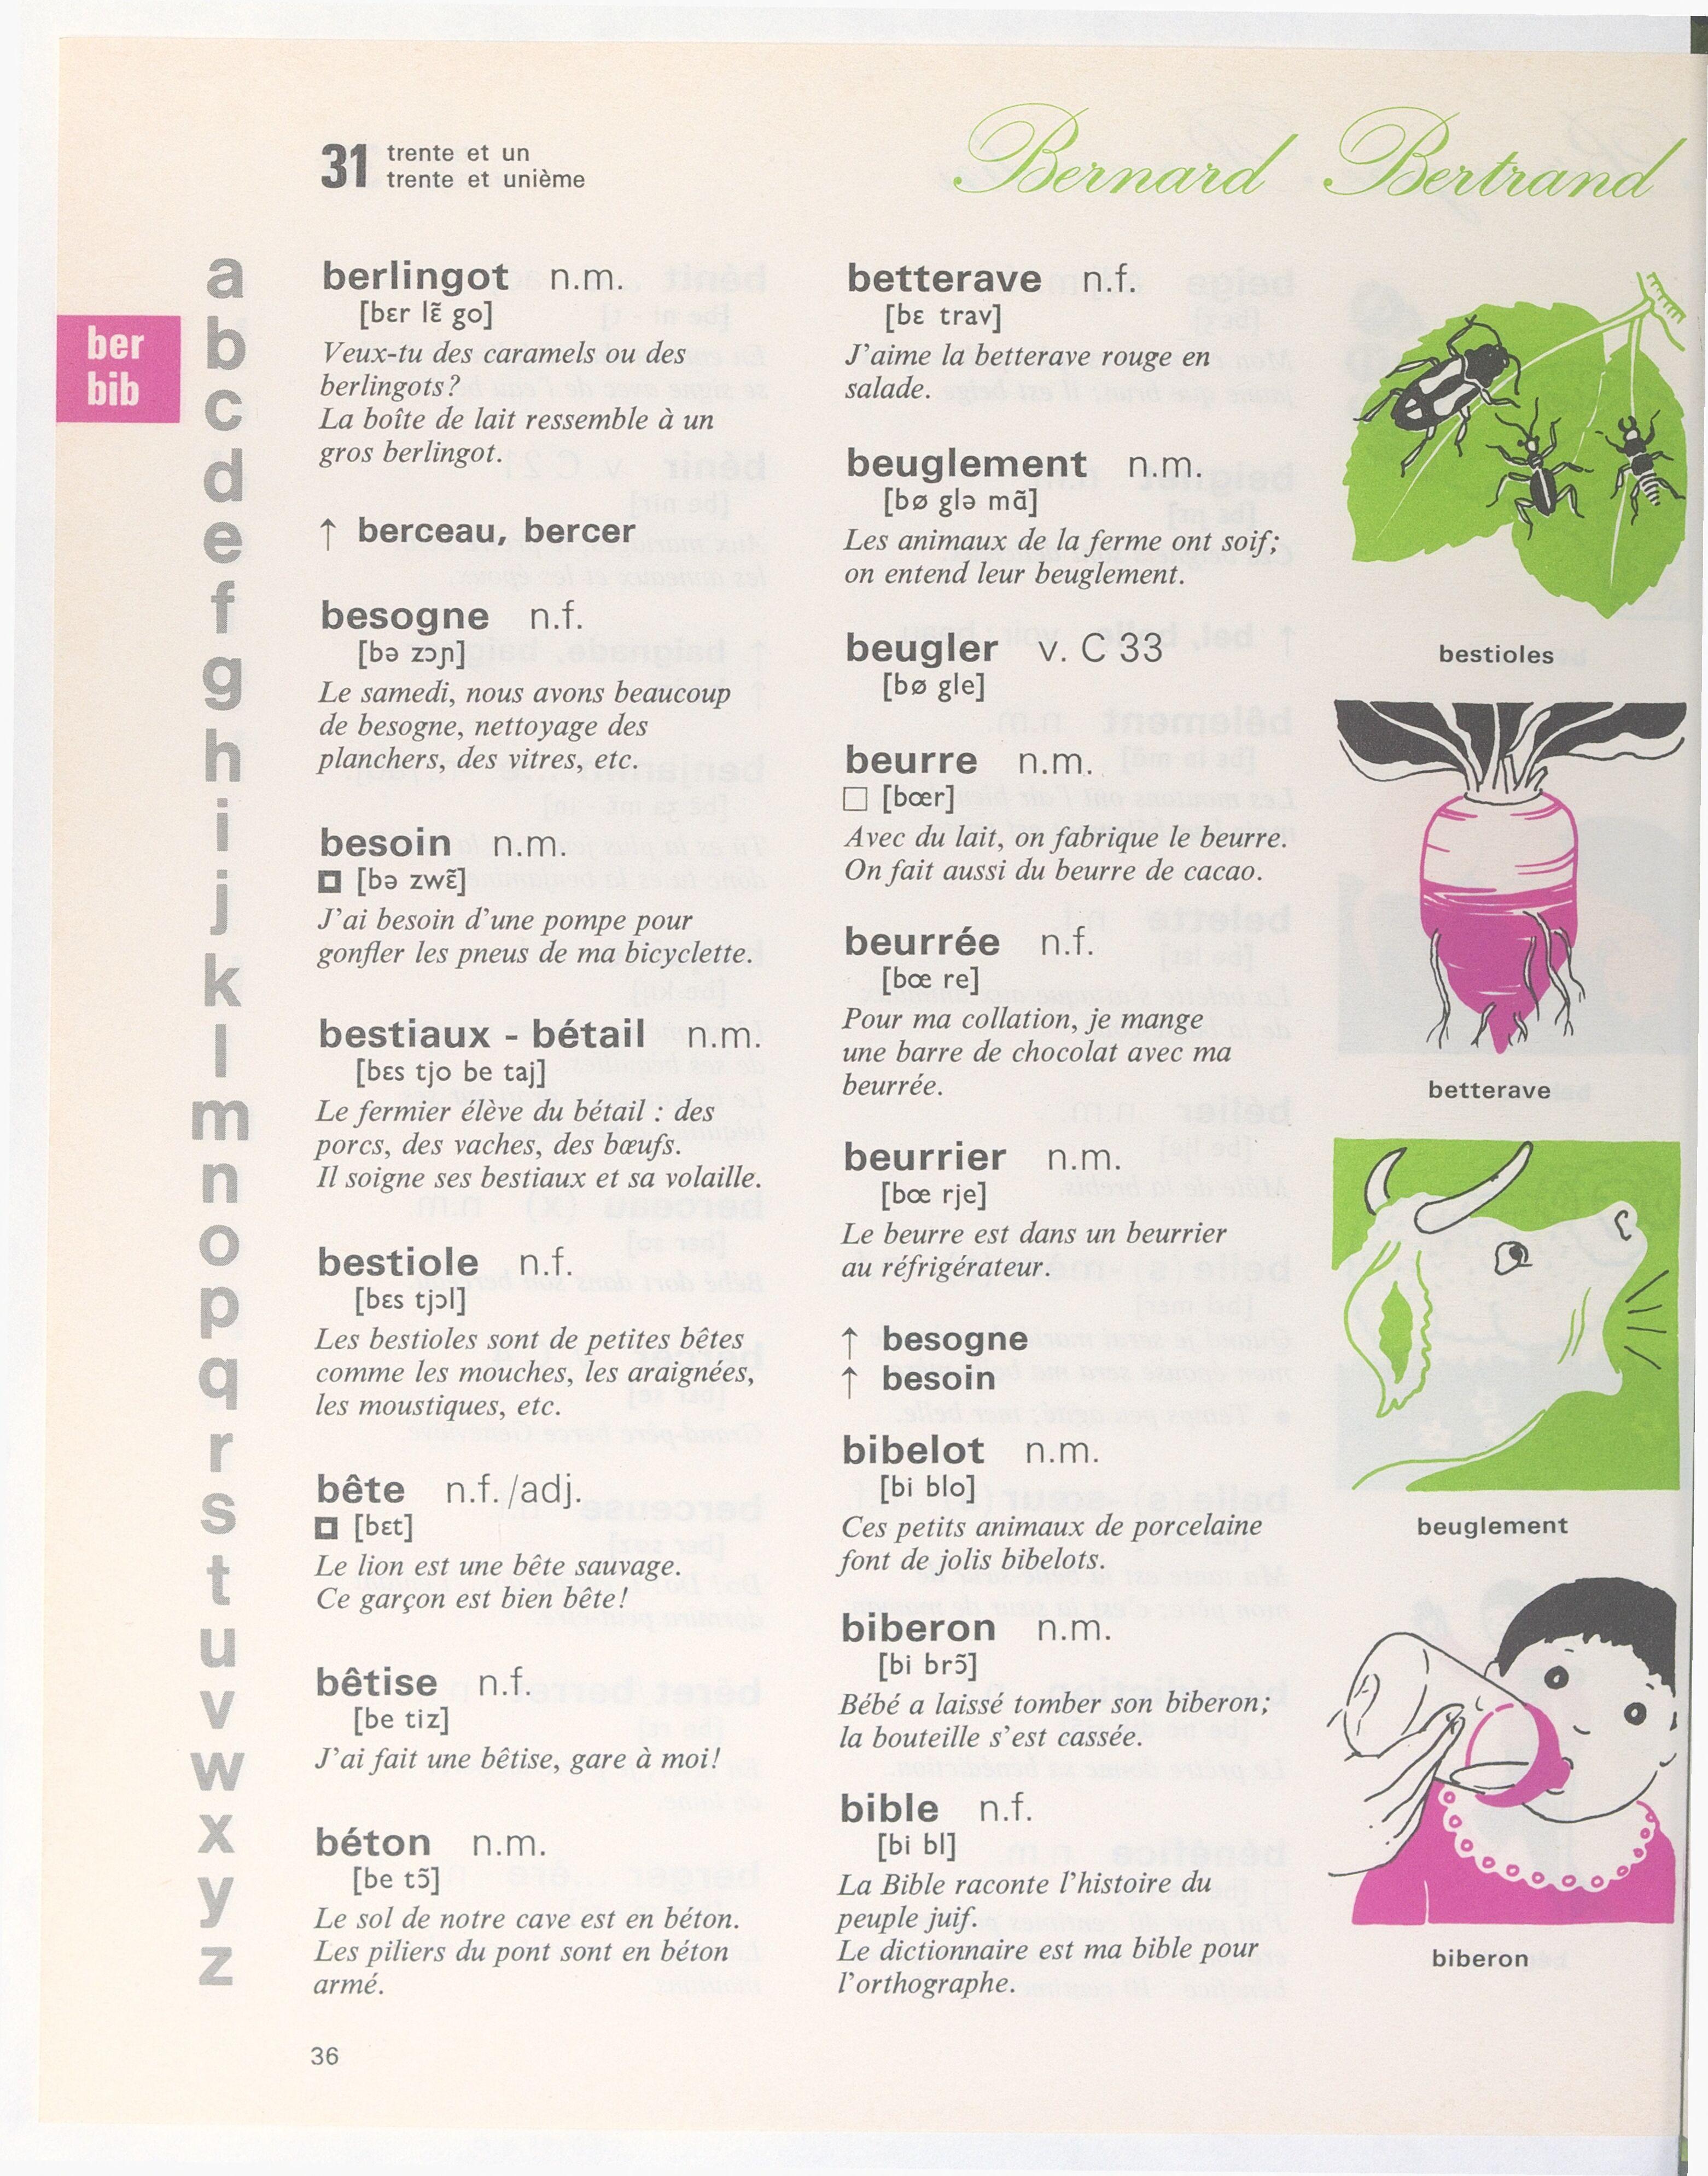 31 trente et un
trente et unième
Bernard Bertrand
ber
bib
a
b
c
d
e
f
g
h
i
j
k
l
m
n
o
p
q
r
s
t
u
v
w
x
y
z
berlingot n.m.
[bɛr lɛ̃ go]
Veux-tu des caramels ou des
berlingots?
La boîte de lait ressemble à un
gros berlingot.
↑ berceau, bercer
besogne n.f.
[bə zɔɲ]
Le samedi, nous avons beaucoup
de besogne, nettoyage des
planchers, des vitres, etc.
besoin n.m.
[bə zwɛ̃]
J'ai besoin d'une pompe pour
gonfler les pneus de ma bicyclette.
bestiaux - bétail n.m.
[bɛs tjo be taj]
Le fermier élève du bétail : des
porcs, des vaches, des bœufs.
Il soigne ses bestiaux et sa volaille.
bestiole n.f.
[bɛs tjɔl]
Les bestioles sont de petites bêtes
comme les mouches, les araignées,
les moustiques, etc.
bête n.f. /adj.
[bɛt]
Le lion est une bête sauvage.
Ce garçon est bien bête!
bêtise n.f.
[be tiz]
J'ai fait une bêtise, gare à moi!
béton n.m.
[be tɔ̃]
Le sol de notre cave est en béton.
Les piliers du pont sont en béton
armé.
36
betterave n.f.
[bɛ trav]
J'aime la betterave rouge en
salade.
beuglement n.m.
[bø glə mɑ̃]
Les animaux de la ferme ont soif;
on entend leur beuglement.
beugler v. C 33
[bø gle]
beurre n.m.
□ [bœr]
Avec du lait, on fabrique le beurre.
On fait aussi du beurre de cacao.
beurrée n.f.
[bœ re]
Pour ma collation, je mange
une barre de chocolat avec ma
beurrée.
beurrier n.m.
[bœ rje]
Le beurre est dans un beurrier
au réfrigérateur.
↑ besogne
↑ besoin
bibelot n.m.
[bi blo]
Ces petits animaux de porcelaine
font de jolis bibelots.
biberon n.m.
[bi brɔ̃]
Bébé a laissé tomber son biberon;
la bouteille s'est cassée.
bible n.f.
[bi bl]
La Bible raconte l'histoire du
peuple juif.
Le dictionnaire est ma bible pour
l'orthographe.
bestioles
betterave
beuglement
biberon